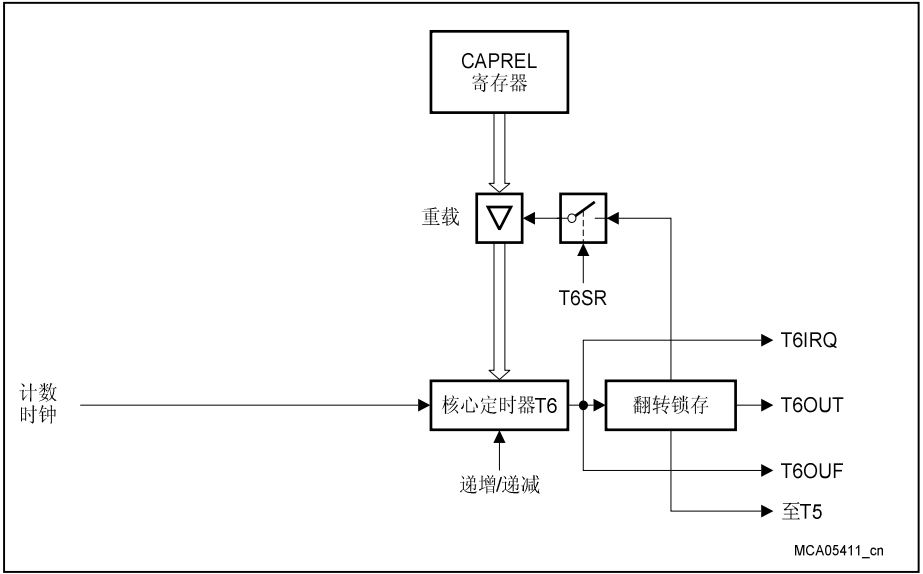 CAPREL
寄存器
重载
T6SR
T6IRQ
计数
时钟
核心定时器T6
翻转锁存
T6OUT
递增/递减
T6OUF
至T5
MCA05411_cn